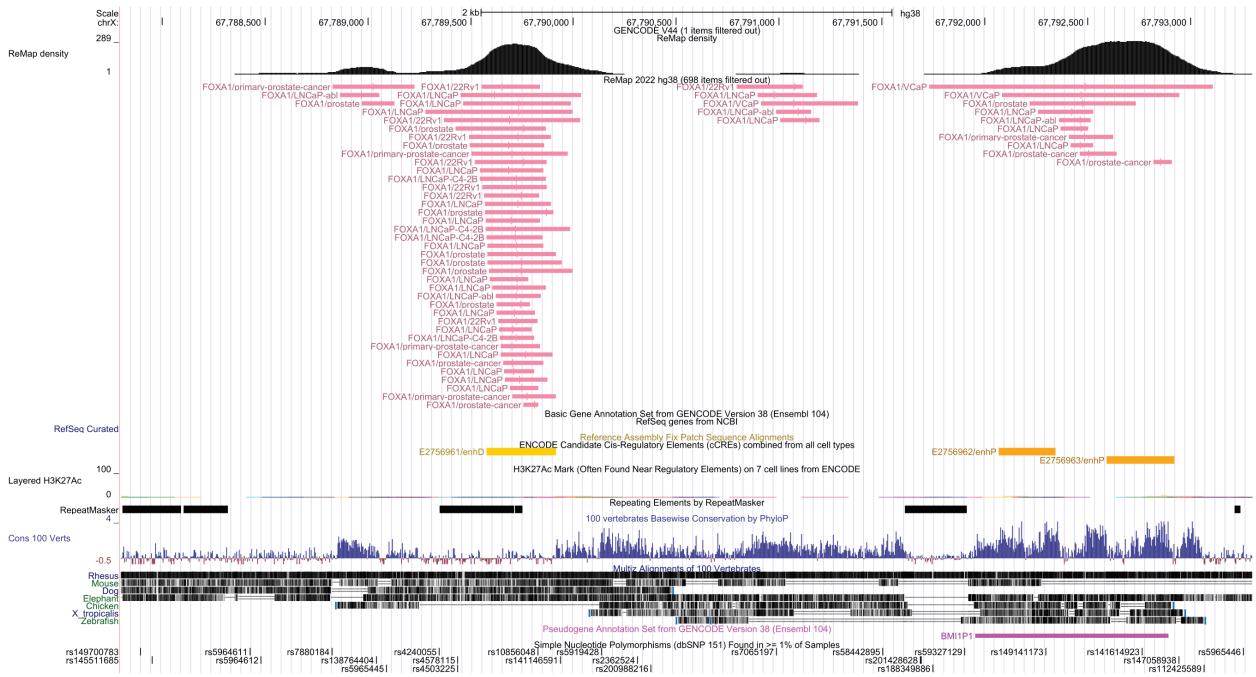 Scale 2 kb hg38
chrX: 67,788,500 67,789,000 67,789,500 67,790,000 67,790,500 67,791,000 67,791,500 67,792,000 67,792,500 67,793,000
GENCODE V44 (1 items filtered out)
ReMap density
289
ReMap density
1
ReMap 2022 hg38 (698 items filtered out)
FOXA1/primary-prostate-cancer FOXA1/22Rv1 FOXA1/22Rv1 FOXA1/VCaP
FOXA1/LNCaP-abl FOXA1/LNCaP FOXA1/LNCaP FOXA1/VCaP
FOXA1/prostate FOXA1/LNCaP FOXA1/VCaP FOXA1/prostate
FOXA1/LNCaP FOXA1/LNCaP-abl FOXA1/LNCaP
FOXA1/22Rv1 FOXA1/LNCaP FOXA1/LNCaP-abl
FOXA1/prostate FOXA1/LNCaP
FOXA1/22Rv1 FOXA1/primary-prostate-cancer
FOXA1/prostate FOXA1/LNCaP
FOXA1/primary-prostate-cancer FOXA1/prostate-cancer
FOXA1/22Rv1 FOXA1/prostate-cancer
FOXA1/LNCaP
FOXA1/LNCaP-C4-2B
FOXA1/22Rv1
FOXA1/22Rv1
FOXA1/LNCaP
FOXA1/prostate
FOXA1/LNCaP
FOXA1/LNCaP-C4-2B
FOXA1/LNCaP-C4-2B
FOXA1/LNCaP
FOXA1/prostate
FOXA1/prostate
FOXA1/prostate
FOXA1/LNCaP
FOXA1/LNCaP
FOXA1/LNCaP-abl
FOXA1/prostate
FOXA1/LNCaP
FOXA1/22Rv1
FOXA1/LNCaP
FOXA1/LNCaP-C4-2B
FOXA1/primary-prostate-cancer
FOXA1/LNCaP
FOXA1/prostate-cancer
FOXA1/LNCaP
FOXA1/LNCaP
FOXA1/LNCaP
FOXA1/primary-prostate-cancer
FOXA1/prostate-cancer
Basic Gene Annotation Set from GENCODE Version 38 (Ensembl 104)
RefSeq genes from NCBI
RefSeq Curated
Reference Assembly Fix Patch Sequence Alignments
ENCODE Candidate Cis-Regulatory Elements (cCREs) combined from all cell types
E2756961/enhD E2756962/enhP
E2756963/enhP
H3K27Ac Mark (Often Found Near Regulatory Elements) on 7 cell lines from ENCODE
100
Layered H3K27Ac
0
Repeating Elements by RepeatMasker
RepeatMasker
100 vertebrates Basewise Conservation by PhyloP
4
Cons 100 Verts
-0.5
Multiz Alignments of 100 Vertebrates
Rhesus
Mouse
Dog
Elephant
Chicken
X_tropicalis
Zebrafish
Pseudogene Annotation Set from GENCODE Version 38 (Ensembl 104)
BMI1P1
Simple Nucleotide Polymorphisms (dbSNP 151) Found in >= 1% of Samples
rs149700783 rs5964611 rs7880184 rs4240055 rs10856048 rs5919428 rs7065197 rs58442895 rs59327129 rs141614923 rs5965446
rs145511685 rs5964612 rs138764404 rs4578115 rs141146591 rs2362524 rs201428628 rs149141173 rs147058938
rs5965445 rs4503225 rs200988216 rs188349886 rs112425589